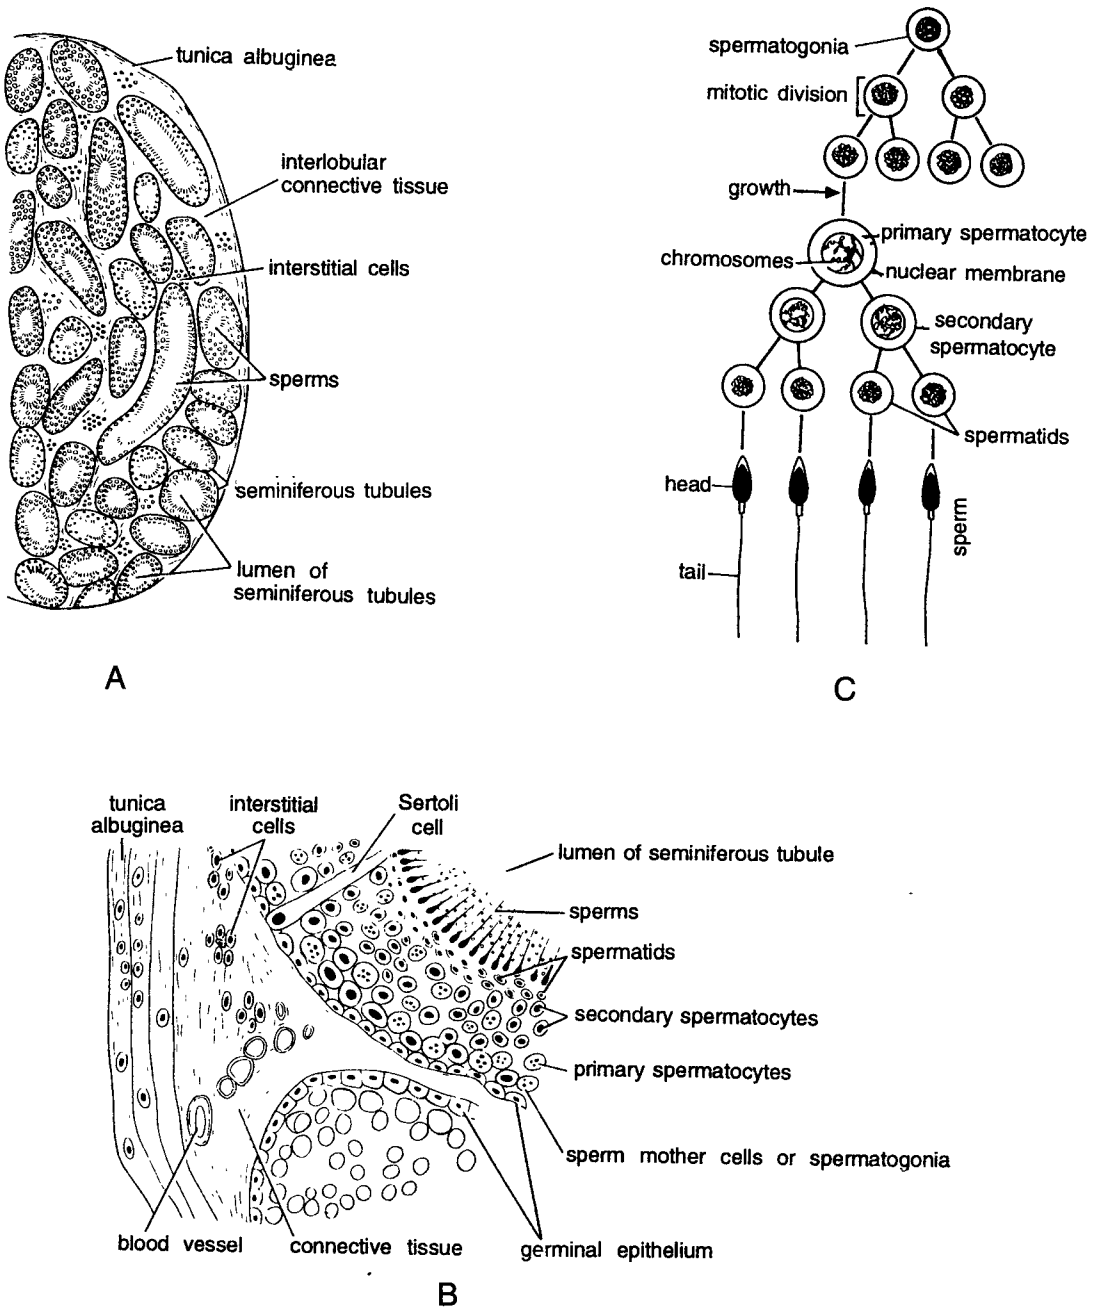 tunica albuginea
interlobular
connective tissue
interstitial cells
sperms
seminiferous tubules
lumen of
seminiferous tubules
A
spermatogonia
mitotic division
growth
primary spermatocyte
chromosomes
nuclear membrane
secondary
spermatocyte
spermatids
head
sperm
tail
C
tunica
albuginea
interstitial
cells
Sertoli
cell
lumen of seminiferous tubule
sperms
spermatids
secondary spermatocytes
primary spermatocytes
sperm mother cells or spermatogonia
blood vessel
connective tissue
germinal epithelium
B